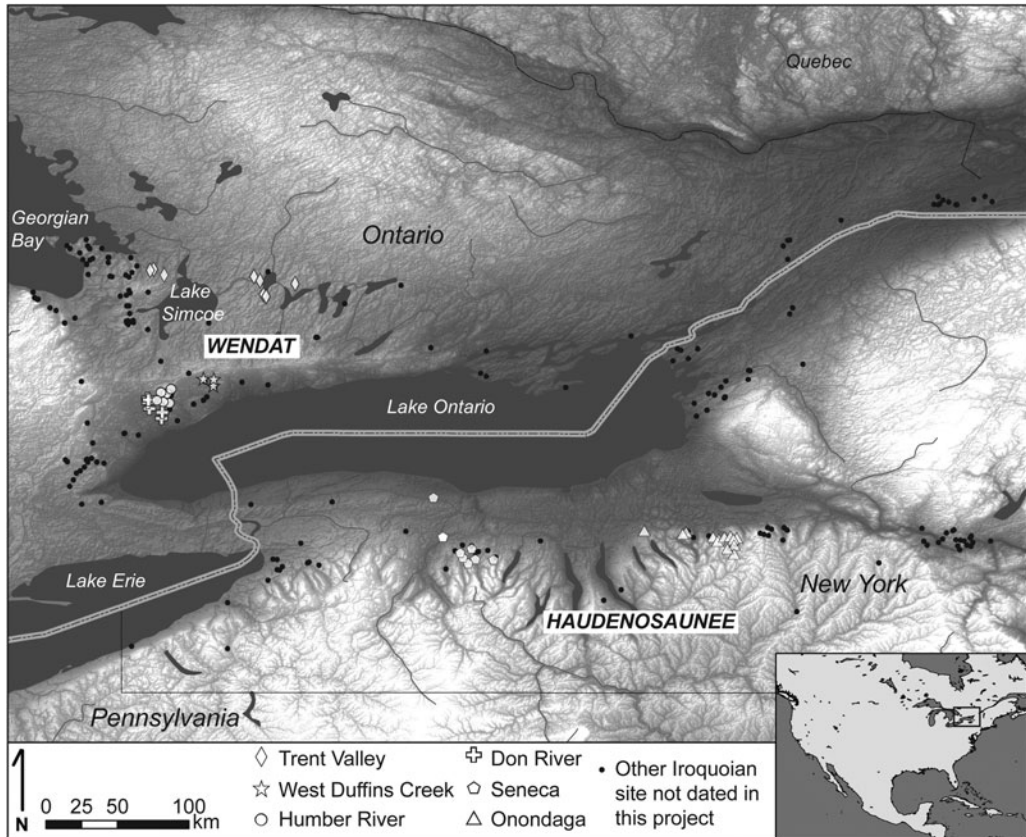 Quebec
Georgian
Bay
Ontario
Lake
Simcoe
WENDAT
Lake Ontario
Lake Erie
New York
HAUDENOSAUNEE
Pennsylvania
N
0 25 50 100
km
Trent Valley
West Duffins Creek
Humber River
Don River
Seneca
Onondaga
Other Iroquoian
site not dated in
this project